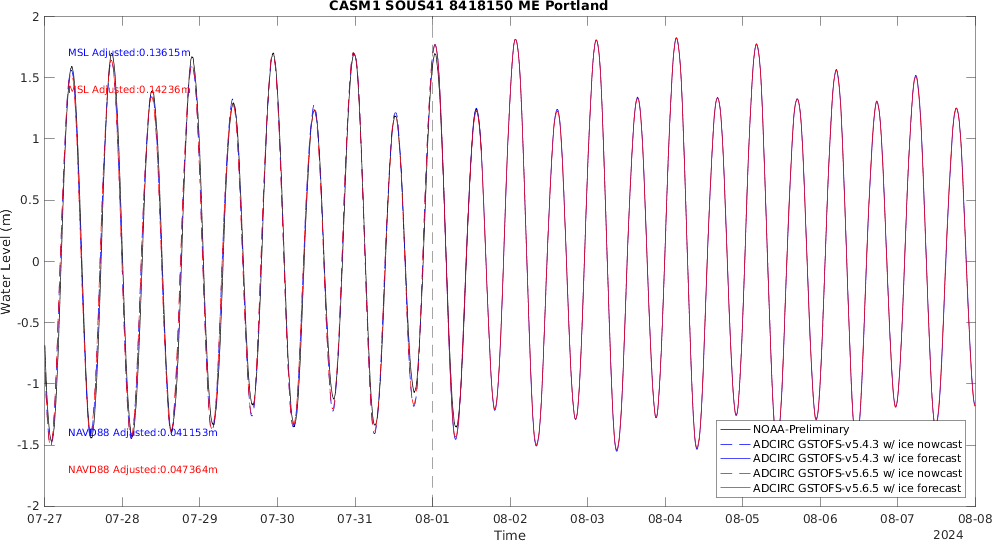 CASM1 SOUS41 8418150 ME Portland
2
1.5
1
0.5
0
-0.5
-1
-1.5
-2
Water Level (m)
MSL Adjusted:0.13615m
MSL Adjusted:0.14236m
NAVD88 Adjusted:0.041153m
NAVD88 Adjusted:0.047364m
NOAA-Preliminary
ADCIRC GSTOFS-v5.4.3 w/ ice nowcast
ADCIRC GSTOFS-v5.4.3 w/ ice forecast
ADCIRC GSTOFS-v5.6.5 w/ ice nowcast
ADCIRC GSTOFS-v5.6.5 w/ ice forecast
07-27 07-28 07-29 07-30 07-31 08-01 08-02 08-03 08-04 08-05 08-06 08-07 08-08
Time
2024